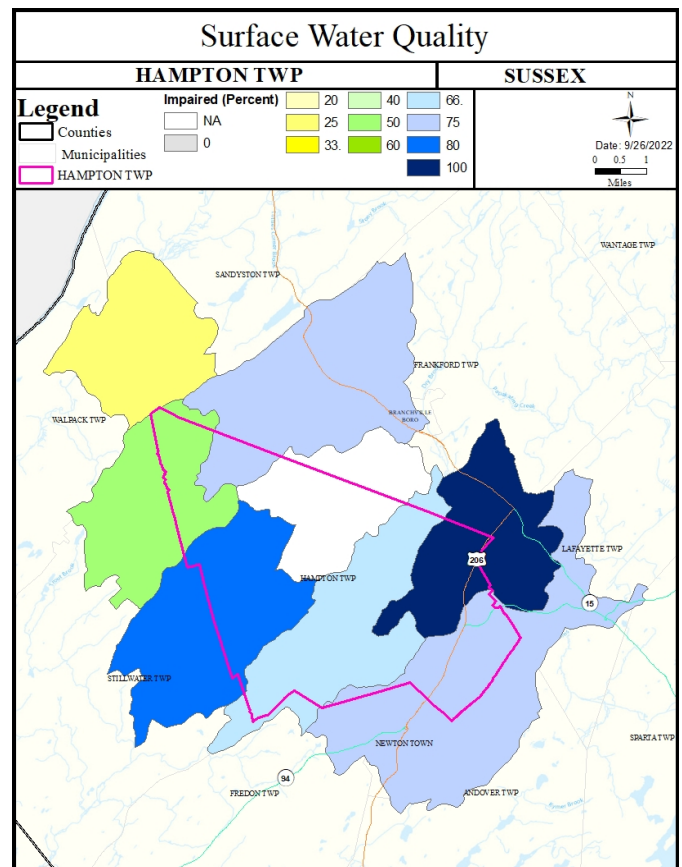 Surface Water Quality
HAMPTON TWP
SUSSEX
Legend
Counties
Municipalities
HAMPTON TWP
Impaired (Percent)
NA
0
20
25
33.
40
50
60
66.
75
80
100
N
Date: 9/26/2022
0 0.5 1
Miles
WANTAGE TWP
SANDYSTON TWP
FRANKFORD TWP
BRANCHVILLE
BORO
WALPACK TWP
LAFAYETTE TWP
206
HAMPTON TWP
15
STILLWATER TWP
SPARTA TWP
NEWTON TOWN
94
FREDON TWP
ANDOVER TWP